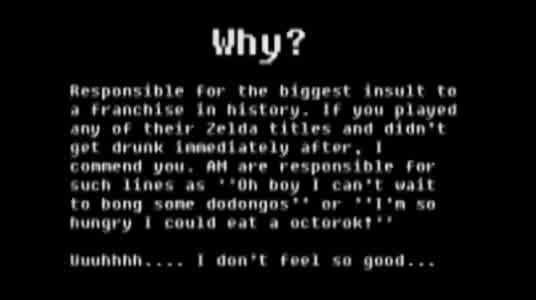 Why?
Responsible for the biggest insult to
a franchise in history. If you played
any of their Zelda titles and didn't
get drunk immediately after, I
commend you. AM are responsible for
such lines as ''Oh boy I can't wait
to bong some dodongos'' or ''I'm so
hungry I could eat a octorok!''
Uuuhhhh.... I don't feel so good...